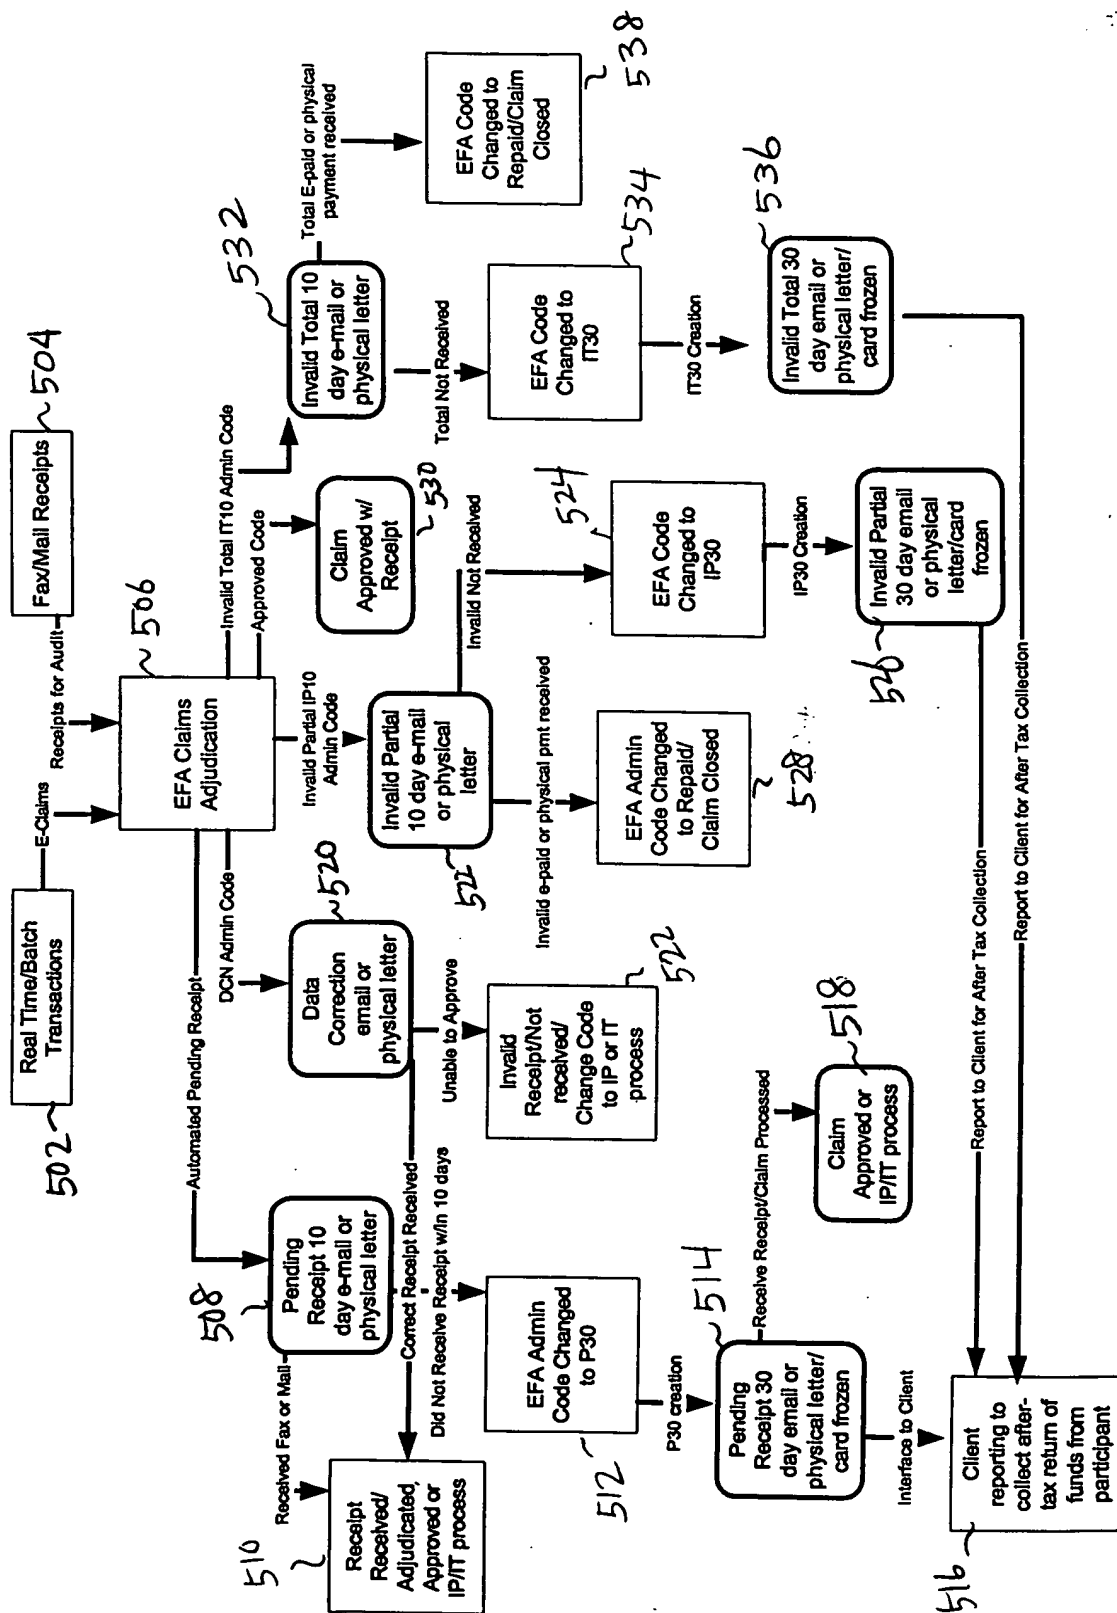 Real Time/Batch
Transactions
502
E-Claims
Receipts for Audit
Fax/Mail Receipts
504
EFA Claims
Adjudication
506
Automated Pending Receipt
DCN Admin Code
Invalid Partial IP10
Admin Code
Approved Code
Invalid Total IT10 Admin Code
508
Pending
Receipt 10
day e-mail or
physical letter
Data
Correction
email or
physical letter
520
Invalid Partial
10 day e-mail
or physical
letter
522
Claim
Approved w/
Receipt
530
Invalid Total 10
day e-mail or
physical letter
532
Total E-paid or physical
payment received
EFA Code
Changed to
Repaid/Claim
Closed
538
Received Fax or Mail
Correct Receipt Received
Did Not Receive Receipt w/In 10 days
Unable to Approve
Invalid e-paid or physical pmt received
Invalid Not Received
Total Not Received
510
Receipt
Received/
Adjudicated,
Approved or
IP/IT process
512
EFA Admin
Code Changed
to P30
Invalid
Receipt/Not
received/
Change Code
to IP or IT
process
522
EFA Admin
Code Changed
to Repaid/
Claim Closed
528
524
EFA Code
Changed to
IP30
EFA Code
Changed to
IT30
534
P30 creation
IP30 Creation
IT30 Creation
514
Pending
Receipt 30
day email or
physical letter/
card frozen
Receive Receipt/Claim Processed
Claim
Approved or
IP/IT process
518
526
Invalid Partial
30 day email
or physical
letter/card
frozen
Invalid Total 30
day email or
physical letter/
card frozen
536
Interface to Client
Report to Client for After Tax Collection
Report to Client for After Tax Collection
516
Client
reporting to
collect after-
tax return of
funds from
participant